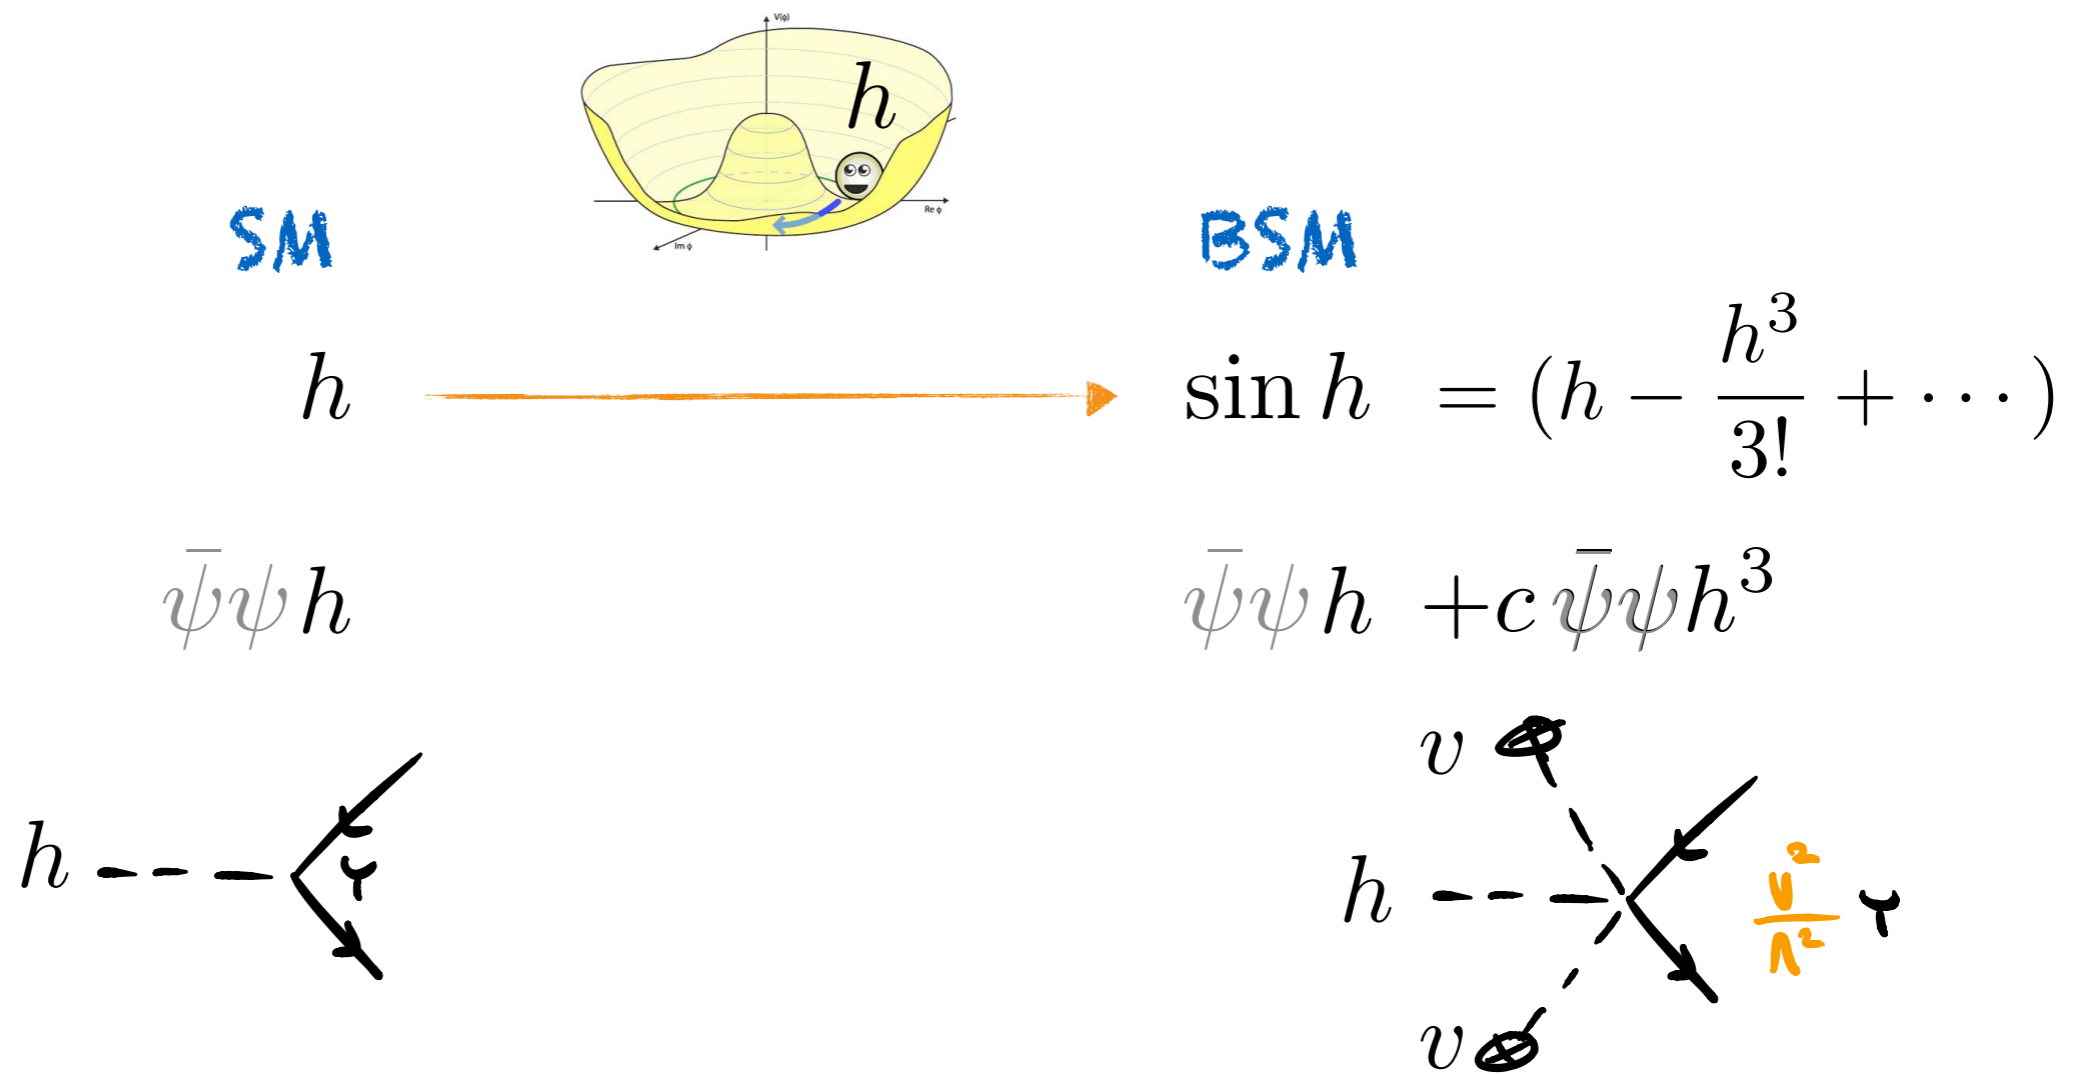 V(ϕ)
h
Re ϕ
Im ϕ
SM
BSM
h
sin h = (h − h³/3! + ⋯)
ψ̄ψh
ψ̄ψh +c ψ̄ψh³
h
Y
v
h
v²/Λ² Y
v